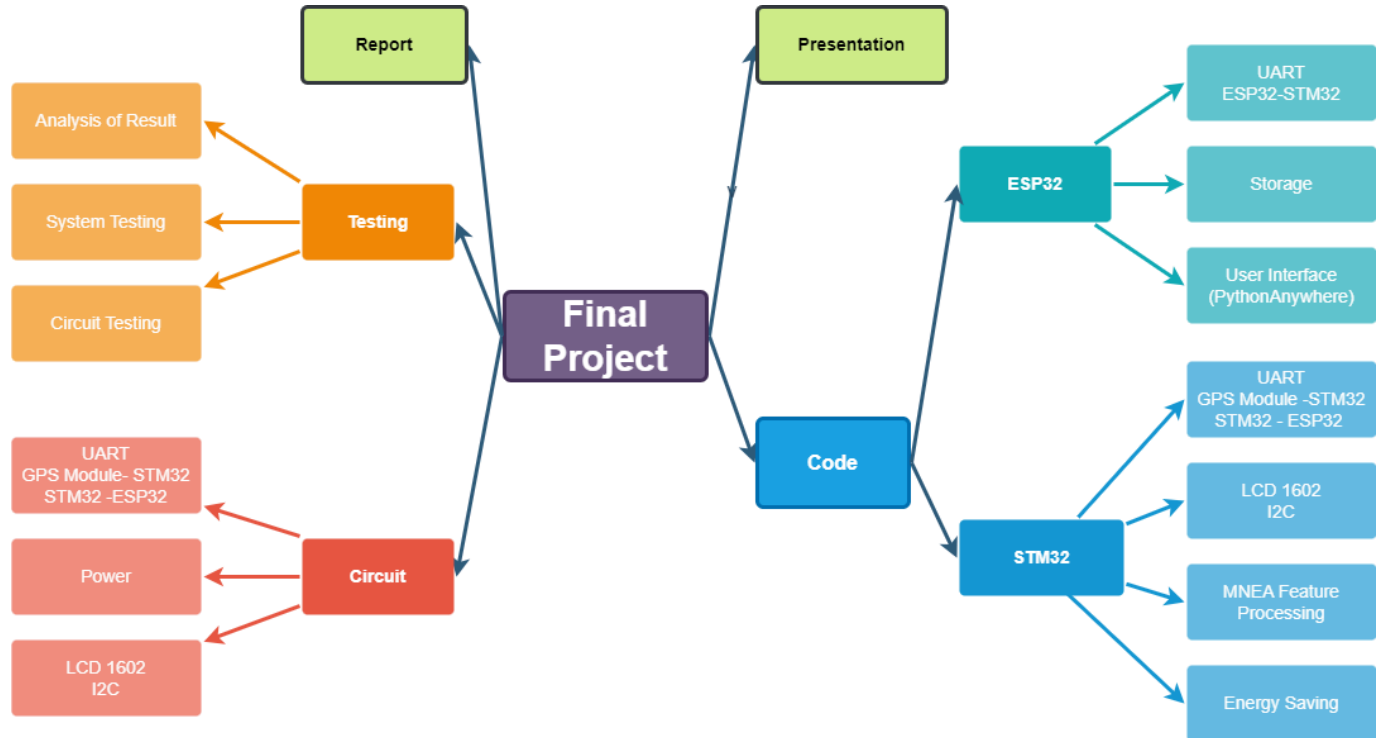 Report
Presentation
UART
ESP32-STM32
Analysis of Result
ESP32
Storage
System Testing
Testing
User Interface
(PythonAnywhere)
Circuit Testing
Final
Project
UART
GPS Module -STM32
STM32 - ESP32
Code
UART
GPS Module- STM32
STM32 -ESP32
LCD 1602
I2C
STM32
Power
Circuit
MNEA Feature
Processing
LCD 1602
I2C
Energy Saving